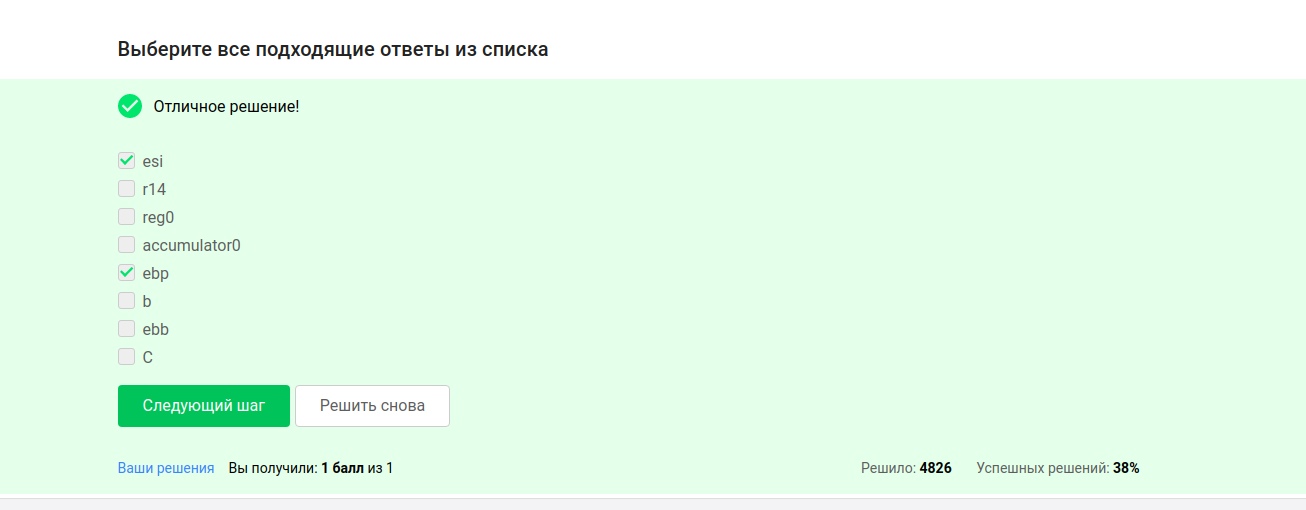 Выберите все подходящие ответы из списка
Отличное решение!
esi
r14
reg0
accumulator0
ebp
b
ebb
C
Следующий шаг Решить снова
Ваши решения Вы получили: 1 балл из 1 Решило: 4826 Успешных решений: 38%